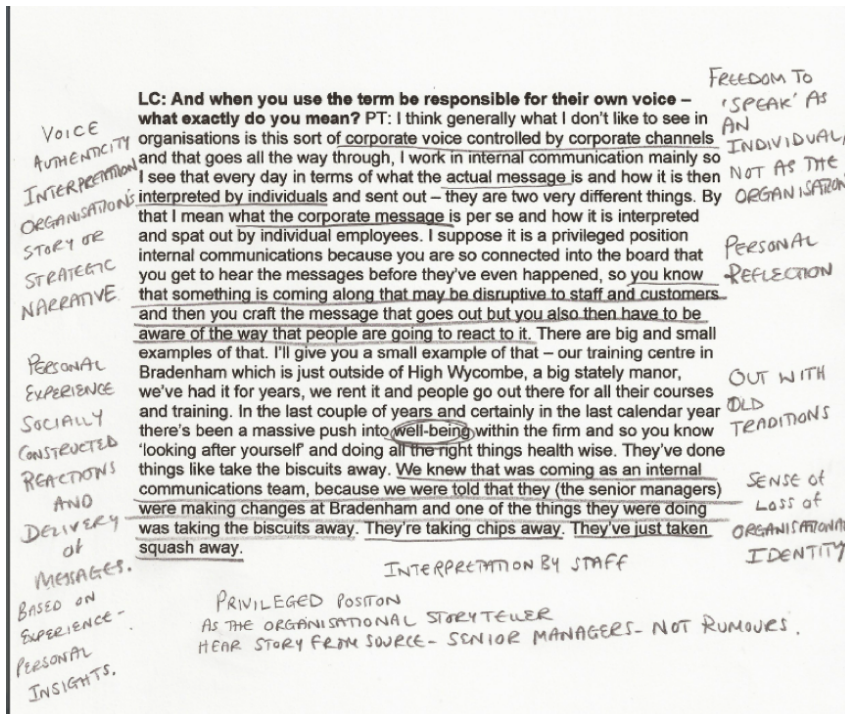 LC: And when you use the term be responsible for their own voice –
what exactly do you mean? PT: I think generally what I don't like to see in
organisations is this sort of corporate voice controlled by corporate channels
and that goes all the way through, I work in internal communication mainly so
I see that every day in terms of what the actual message is and how it is then
interpreted by individuals and sent out – they are two very different things. By
that I mean what the corporate message is per se and how it is interpreted
and spat out by individual employees. I suppose it is a privileged position
internal communications because you are so connected into the board that
you get to hear the messages before they've even happened, so you know
that something is coming along that may be disruptive to staff and customers
and then you craft the message that goes out but you also then have to be
aware of the way that people are going to react to it. There are big and small
examples of that. I'll give you a small example of that – our training centre in
Bradenham which is just outside of High Wycombe, a big stately manor,
we've had it for years, we rent it and people go out there for all their courses
and training. In the last couple of years and certainly in the last calendar year
there's been a massive push into well-being within the firm and so you know
'looking after yourself' and doing all the right things health wise. They've done
things like take the biscuits away. We knew that was coming as an internal
communications team, because we were told that they (the senior managers)
were making changes at Bradenham and one of the things they were doing
was taking the biscuits away. They're taking chips away. They've just taken
squash away.
VOICE
AUTHENTICITY
INTERPRETATION
ORGANISATION'S
STORY OR
STRATEGIC
NARRATIVE
PERSONAL
EXPERIENCE
SOCIALLY
CONSTRUCTED
REACTIONS
AND
DELIVERY
of
MESSAGES.
BASED ON
EXPERIENCE –
PERSONAL
INSIGHTS.
FREEDOM TO
'SPEAK' AS
AN
INDIVIDUAL,
NOT AS THE
ORGANISATION
PERSONAL
REFLECTION
OUT WITH
OLD
TRADITIONS
SENSE of
LOSS of
ORGANISATIONAL
IDENTITY
INTERPRETATION BY STAFF
PRIVILEGED POSITON
AS THE ORGANISATIONAL STORYTELLER
HEAR STORY FROM SOURCE – SENIOR MANAGERS – NOT RUMOURS.